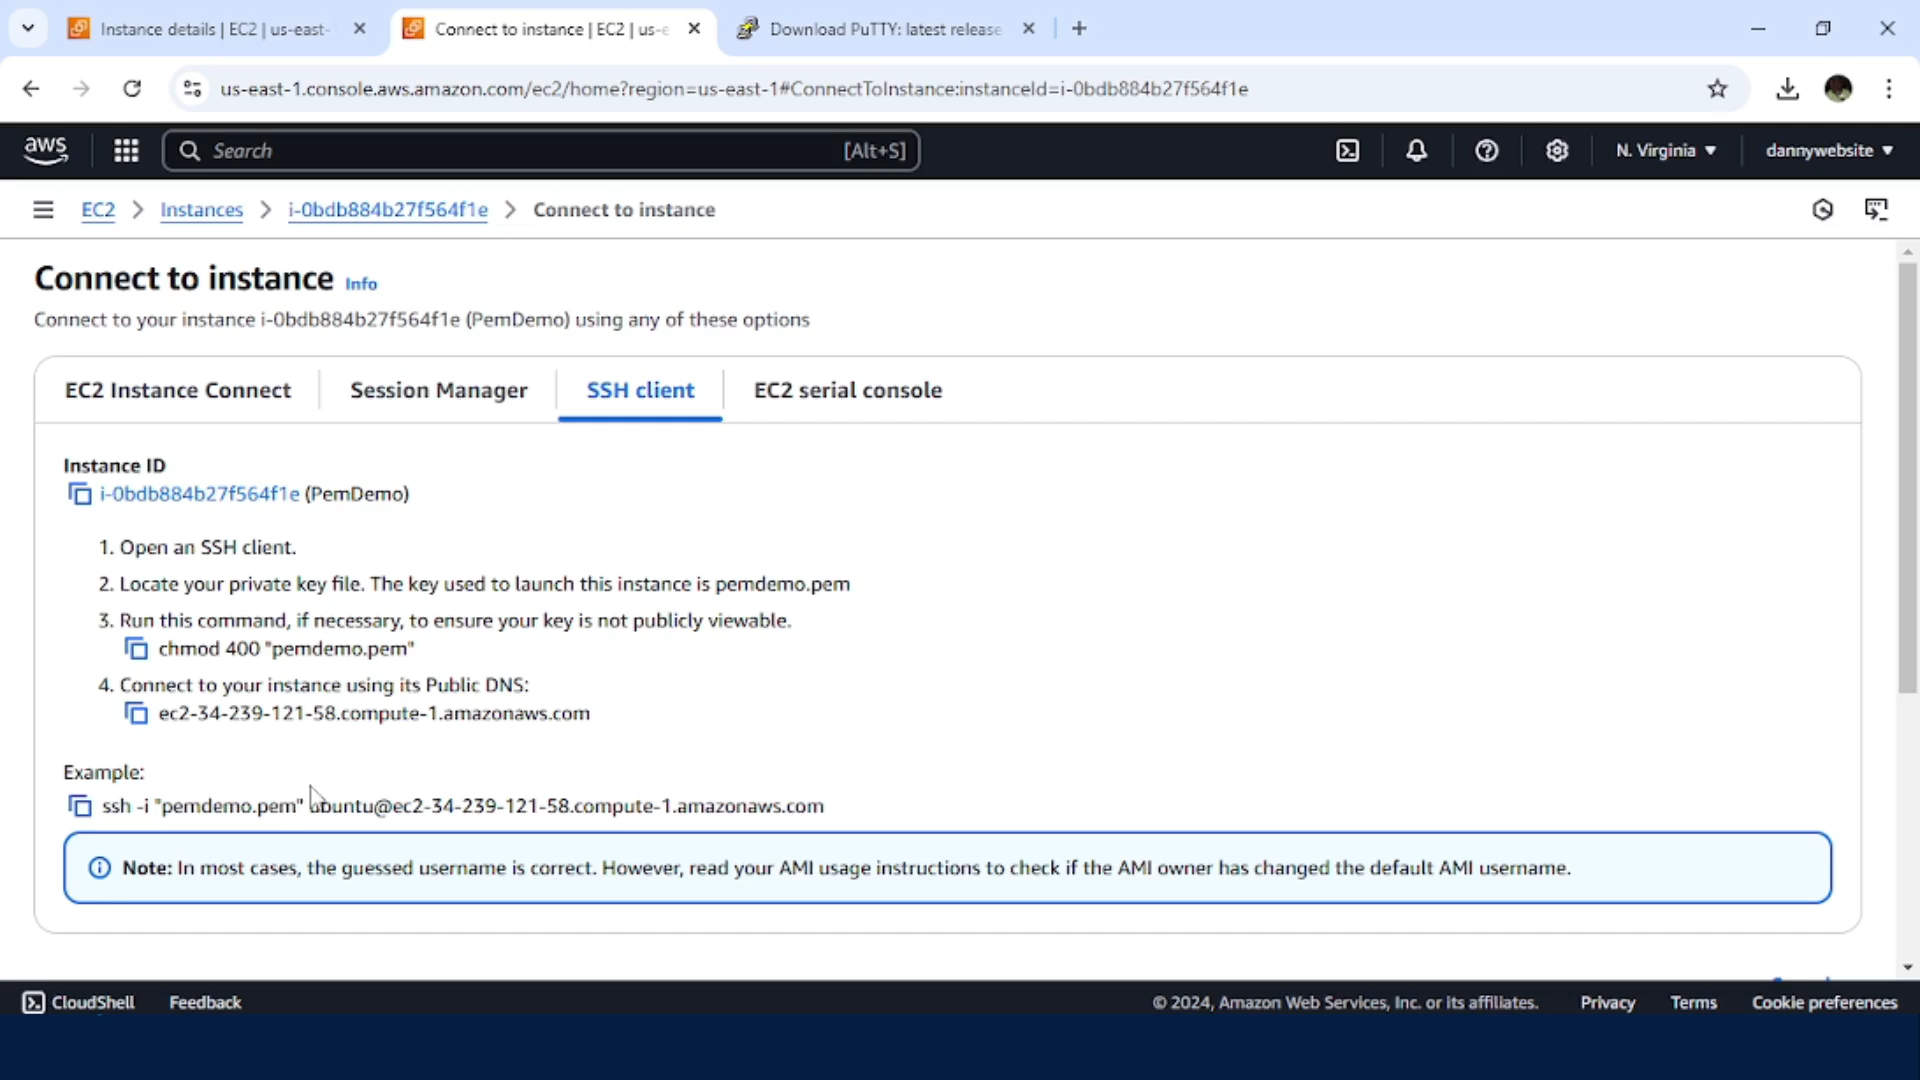 Instance details | EC2 | us-east-
Connect to instance | EC2 | us-e
Download PuTTY: latest release
us-east-1.console.aws.amazon.com/ec2/home?region=us-east-1#ConnectToInstance:instanceId=i-0bdb884b27f564f1e
aws
Search
[Alt+S]
N. Virginia
dannywebsite
EC2
Instances
i-0bdb884b27f564f1e
Connect to instance
Connect to instance Info
Connect to your instance i-0bdb884b27f564f1e (PemDemo) using any of these options
EC2 Instance Connect
Session Manager
SSH client
EC2 serial console
Instance ID
i-0bdb884b27f564f1e (PemDemo)
1. Open an SSH client.
2. Locate your private key file. The key used to launch this instance is pemdemo.pem
3. Run this command, if necessary, to ensure your key is not publicly viewable.
chmod 400 "pemdemo.pem"
4. Connect to your instance using its Public DNS:
ec2-34-239-121-58.compute-1.amazonaws.com
Example:
ssh -i "pemdemo.pem" ubuntu@ec2-34-239-121-58.compute-1.amazonaws.com
Note: In most cases, the guessed username is correct. However, read your AMI usage instructions to check if the AMI owner has changed the default AMI username.
CloudShell
Feedback
© 2024, Amazon Web Services, Inc. or its affiliates.
Privacy
Terms
Cookie preferences